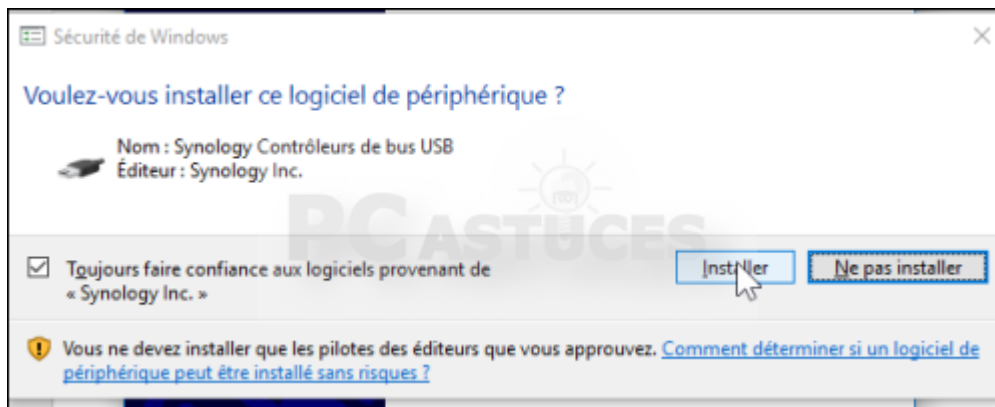 Sécurité de Windows
Voulez-vous installer ce logiciel de périphérique ?
Nom : Synology Contrôleurs de bus USB
Éditeur : Synology Inc.
PC ASTUCES
Toujours faire confiance aux logiciels provenant de
« Synology Inc. »
Installer
Ne pas installer
Vous ne devez installer que les pilotes des éditeurs que vous approuvez. Comment déterminer si un logiciel de
périphérique peut être installé sans risques ?